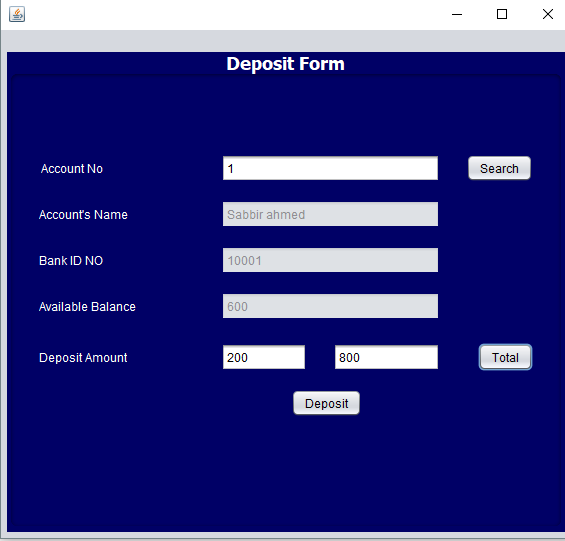 Deposit Form
Account No 1 Search
Account's Name Sabbir ahmed
Bank ID NO 10001
Available Balance 600
Deposit Amount 200 800 Total
Deposit